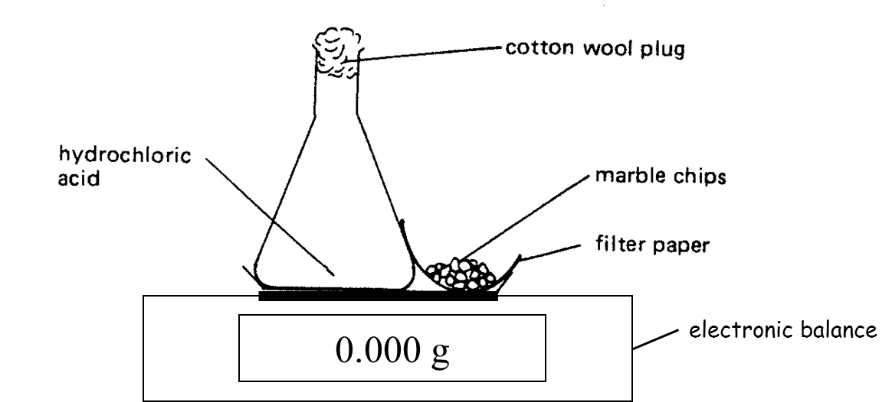 cotton wool plug
hydrochloric
acid
marble chips
filter paper
electronic balance
0.000 g